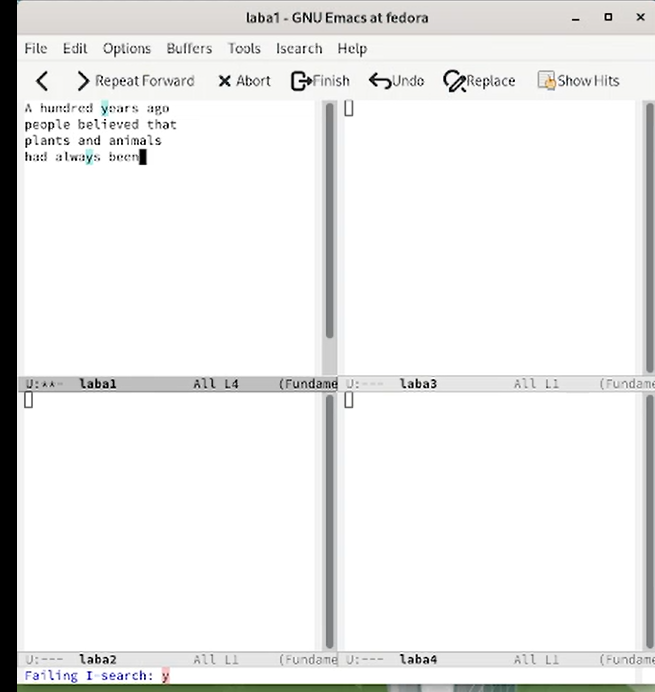 laba1 - GNU Emacs at fedora
File Edit Options Buffers Tools Isearch Help
Repeat Forward Abort Finish Undo Replace Show Hits
A hundred years ago
people believed that
plants and animals
had always been
U:**- laba1 All L4 (Fundame
U:--- laba3 All L1 (Fundame
U:--- laba2 All L1 (Fundame
U:--- laba4 All L1 (Fundam
Failing I-search: y